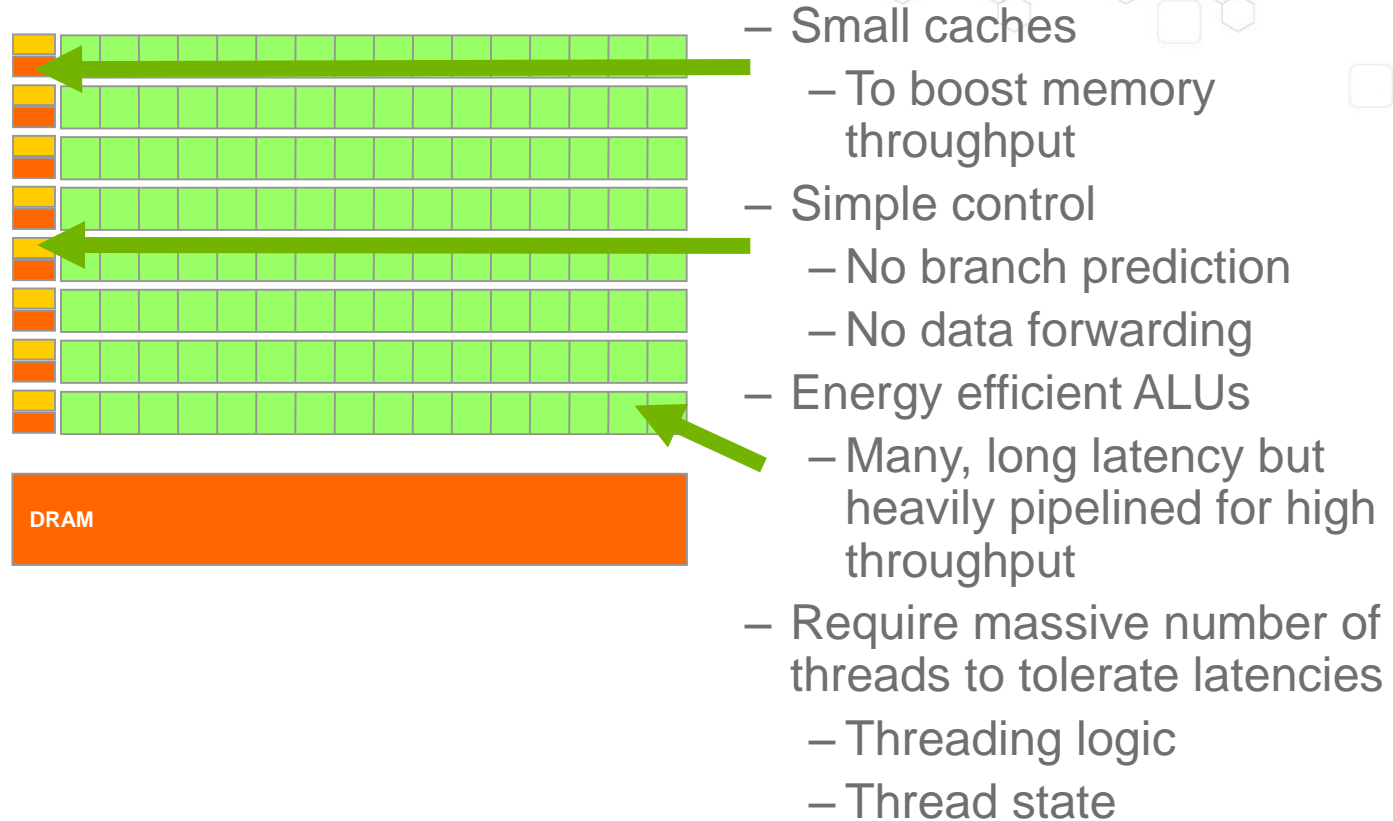 – Small caches
– To boost memory
throughput
– Simple control
– No branch prediction
– No data forwarding
– Energy efficient ALUs
– Many, long latency but
heavily pipelined for high
throughput
– Require massive number of
threads to tolerate latencies
– Threading logic
– Thread state
DRAM